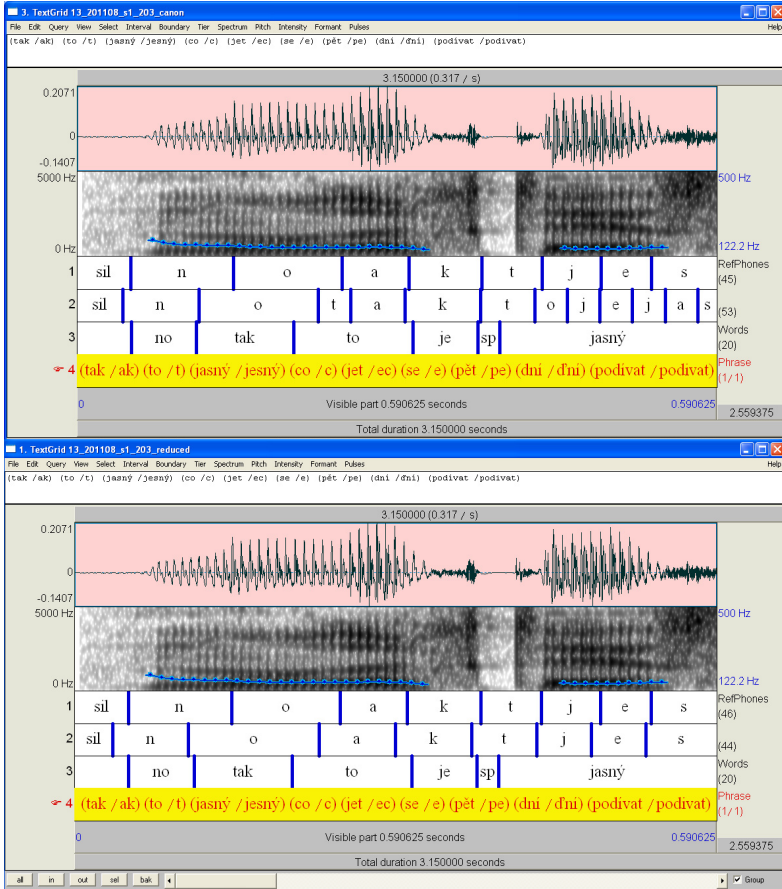 3. TextGrid 13_201108_s1_203_canon
File Edit Query View Select Interval Boundary Tier Spectrum Pitch Intensity Formant Pulses Help
(tak /ak) (to /t) (jasný /jesný) (co /c) (jet /ec) (se /e) (pět /pe) (dní /ďní) (podívat /podivat)
3.150000 (0.317 / s)
0.2071
0
-0.1407
5000 Hz 500 Hz
0 Hz 122.2 Hz
1 sil n o a k t j e s RefPhones (45)
2 sil n o t a k t o j e j a s (53)
3 no tak to je sp jasný Words (20)
4 (tak /ak) (to /t) (jasný /jesný) (co /c) (jet /ec) (se /e) (pět /pe) (dní /ďní) (podívat /podivat) Phrase (1/1)
0 Visible part 0.590625 seconds 0.590625 2.559375
Total duration 3.150000 seconds
1. TextGrid 13_201108_s1_203_reduced
File Edit Query View Select Interval Boundary Tier Spectrum Pitch Intensity Formant Pulses Help
(tak /ak) (to /t) (jasný /jesný) (co /c) (jet /ec) (se /e) (pět /pe) (dní /ďní) (podívat /podivat)
3.150000 (0.317 / s)
0.2071
0
-0.1407
5000 Hz 500 Hz
0 Hz 122.2 Hz
1 sil n o a k t j e s RefPhones (46)
2 sil n o a k t j e s (44)
3 no tak to je sp jasný Words (20)
4 (tak /ak) (to /t) (jasný /jesný) (co /c) (jet /ec) (se /e) (pět /pe) (dní /ďní) (podívat /podivat) Phrase (1/1)
0 Visible part 0.590625 seconds 0.590625 2.559375
Total duration 3.150000 seconds
all in out sel bak Group